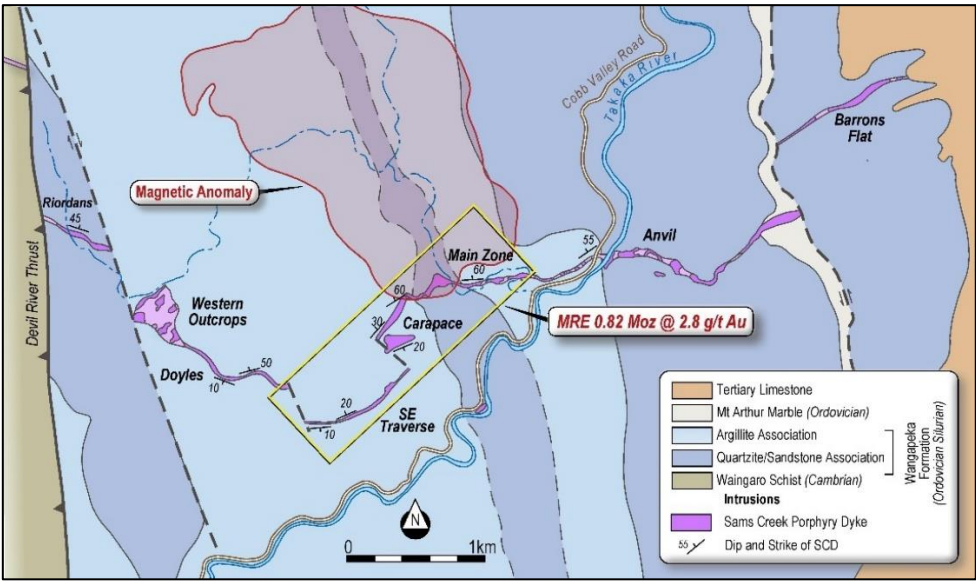 Cobb Valley Road
Takaka River
Barrons
Flat
Magnetic Anomaly
Riordans
45
Devil River Thrust
Main Zone
55
Anvil
60
60
Western
Outcrops
MRE 0.82 Moz @ 2.8 g/t Au
30
Carapace
20
Doyles
50
10
20
SE
Traverse
10
N
0
1km
Tertiary Limestone
Mt Arthur Marble (Ordovician)
Argillite Association
Quartzite/Sandstone Association
Waingaro Schist (Cambrian)
Wangapeka
Formation
(Ordovician Silurian)
Intrusions
Sams Creek Porphyry Dyke
55 Dip and Strike of SCD